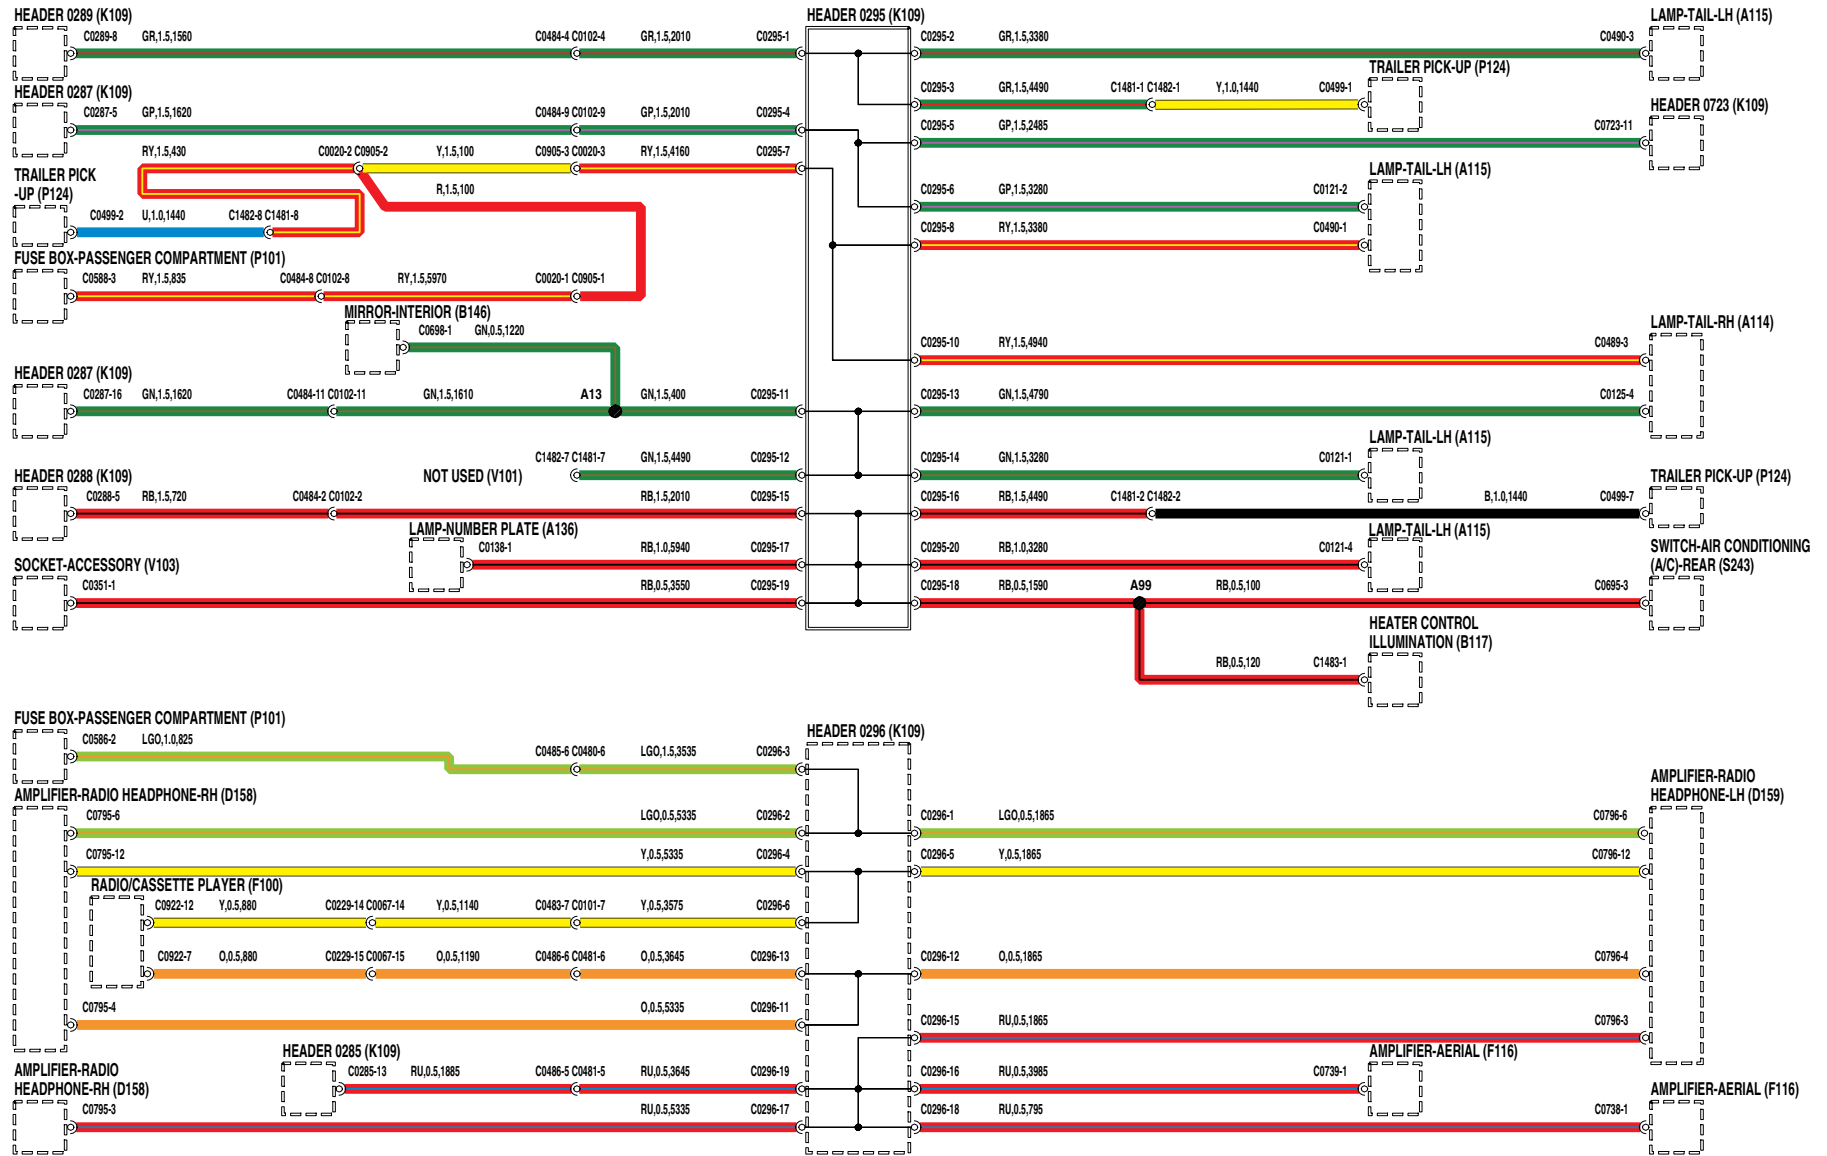 HEADER 0289 (K109)
HEADER 0295 (K109)
LAMP-TAIL-LH (A115)
C0289-8 GR,1.5,1560 C0484-4 C0102-4 GR,1.5,2010 C0295-1
C0295-2 GR,1.5,3380 C0490-3
TRAILER PICK-UP (P124)
HEADER 0287 (K109)
C0295-3 GR,1.5,4490 C1481-1 C1482-1 Y,1.0,1440 C0499-1
HEADER 0723 (K109)
C0287-5 GP,1.5,1620 C0484-9 C0102-9 GP,1.5,2010 C0295-4
C0295-5 GP,1.5,2485 C0723-11
RY,1.5,430 C0020-2 C0905-2 Y,1.5,100 C0905-3 C0020-3 RY,1.5,4160 C0295-7
LAMP-TAIL-LH (A115)
TRAILER PICK
-UP (P124)
R,1.5,100
C0295-6 GP,1.5,3280 C0121-2
C0499-2 U,1.0,1440 C1482-8 C1481-8
C0295-8 RY,1.5,3380 C0490-1
FUSE BOX-PASSENGER COMPARTMENT (P101)
C0588-3 RY,1.5,835 C0484-8 C0102-8 RY,1.5,5970 C0020-1 C0905-1
MIRROR-INTERIOR (B146)
LAMP-TAIL-RH (A114)
C0698-1 GN,0.5,1220
C0295-10 RY,1.5,4940 C0489-3
HEADER 0287 (K109)
C0287-16 GN,1.5,1620 C0484-11 C0102-11 GN,1.5,1610 A13 GN,1.5,400 C0295-11
C0295-13 GN,1.5,4790 C0125-4
LAMP-TAIL-LH (A115)
NOT USED (V101) C1482-7 C1481-7 GN,1.5,4490 C0295-12
C0295-14 GN,1.5,3280 C0121-1
HEADER 0288 (K109)
TRAILER PICK-UP (P124)
C0288-5 RB,1.5,720 C0484-2 C0102-2 RB,1.5,2010 C0295-15
C0295-16 RB,1.5,4490 C1481-2 C1482-2 B,1.0,1440 C0499-7
LAMP-NUMBER PLATE (A136)
LAMP-TAIL-LH (A115)
C0138-1 RB,1.0,5940 C0295-17
C0295-20 RB,1.0,3280 C0121-4
SWITCH-AIR CONDITIONING
(A/C)-REAR (S243)
SOCKET-ACCESSORY (V103)
C0351-1 RB,0.5,3550 C0295-19
C0295-18 RB,0.5,1590 A99 RB,0.5,100 C0695-3
HEATER CONTROL
ILLUMINATION (B117)
RB,0.5,120 C1483-1
FUSE BOX-PASSENGER COMPARTMENT (P101)
HEADER 0296 (K109)
C0586-2 LGO,1.0,825 C0485-6 C0480-6 LGO,1.5,3535 C0296-3
AMPLIFIER-RADIO HEADPHONE-RH (D158)
AMPLIFIER-RADIO
HEADPHONE-LH (D159)
C0795-6 LGO,0.5,5335 C0296-2
C0296-1 LGO,0.5,1865 C0796-6
C0795-12 Y,0.5,5335 C0296-4
C0296-5 Y,0.5,1865 C0796-12
RADIO/CASSETTE PLAYER (F100)
C0922-12 Y,0.5,880 C0229-14 C0067-14 Y,0.5,1140 C0483-7 C0101-7 Y,0.5,3575 C0296-6
C0922-7 O,0.5,880 C0229-15 C0067-15 O,0.5,1190 C0486-6 C0481-6 O,0.5,3645 C0296-13
C0296-12 O,0.5,1865 C0796-4
C0795-4 O,0.5,5335 C0296-11
C0296-15 RU,0.5,1865 C0796-3
HEADER 0285 (K109)
AMPLIFIER-AERIAL (F116)
C0285-13 RU,0.5,1885 C0486-5 C0481-5 RU,0.5,3645 C0296-19
C0296-16 RU,0.5,3985 C0739-1
AMPLIFIER-RADIO
HEADPHONE-RH (D158)
AMPLIFIER-AERIAL (F116)
C0795-3 RU,0.5,5335 C0296-17
C0296-18 RU,0.5,795 C0738-1